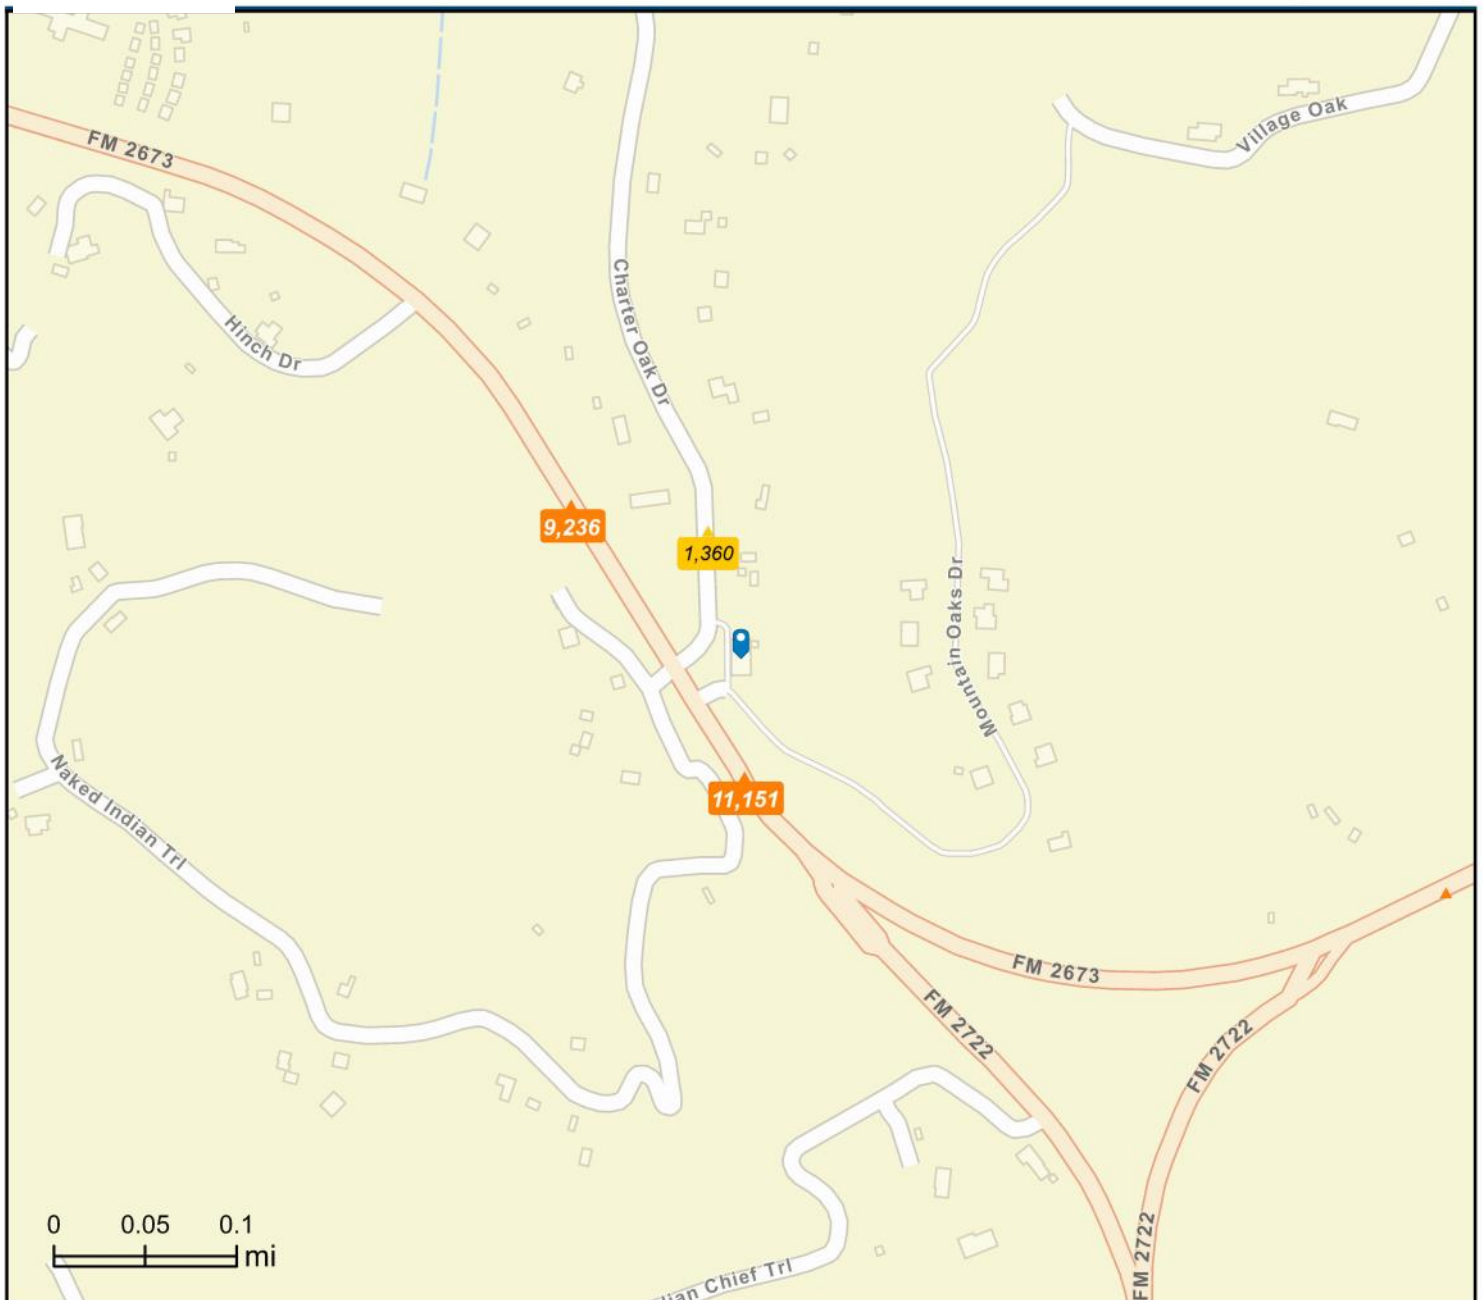 Village Oak
FM 2673
Charter Oak Dr
Hinch Dr
9,236
1,360
Mountain Oaks Dr
Naked Indian Trl
11,151
FM 2673
FM 2722
FM 2722
FM 2722
0 0.05 0.1
mi
ian Chief Trl